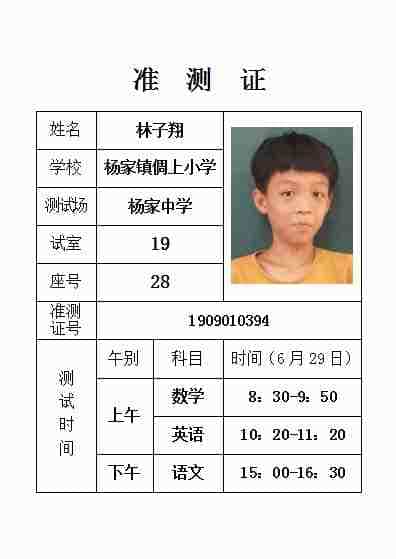 准 测 证
姓名 林子翔
学校 杨家镇倜上小学
测试场 杨家中学
试室 19
座号 28
准测
证号 1909010394
测试时间
午别 科目 时间（6月29日）
上午 数学 8：30-9：50
英语 10：20-11：20
下午 语文 15：00-16：30